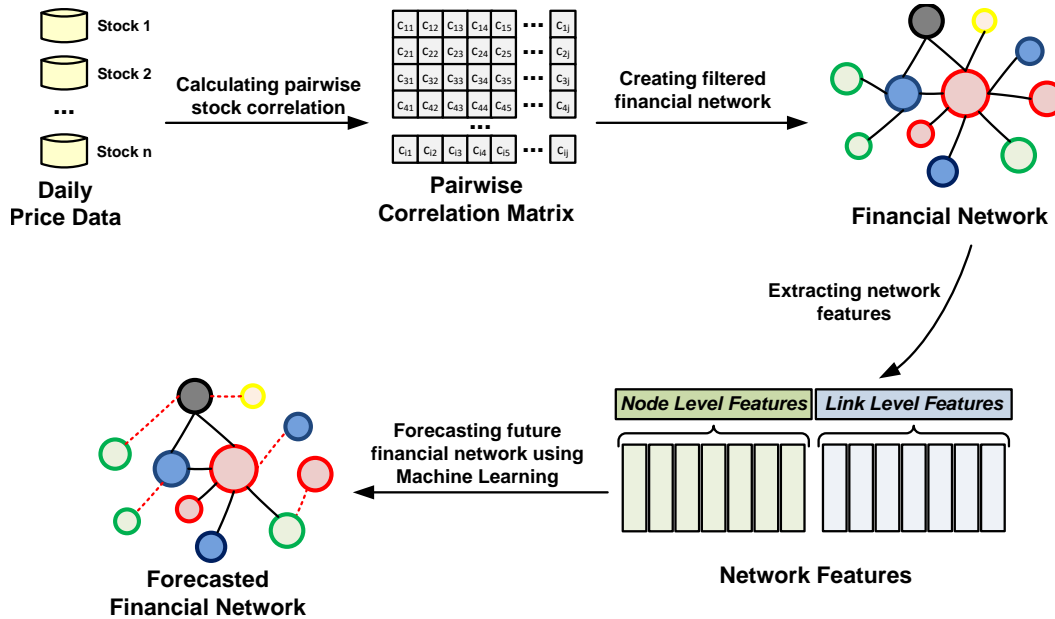 Stock 1
Stock 2
...
Stock n
Daily
Price Data
Calculating pairwise
stock correlation
c11 c12 c13 c14 c15 ... c1j
c21 c22 c23 c24 c25 ... c2j
c31 c32 c33 c34 c35 ... c3j
c41 c42 c43 c44 c45 ... c4j
...
ci1 ci2 ci3 ci4 ci5 ... cij
Pairwise
Correlation Matrix
Creating filtered
financial network
Financial Network
Extracting network
features
Node Level Features
Link Level Features
Network Features
Forecasting future
financial network using
Machine Learning
Forecasted
Financial Network